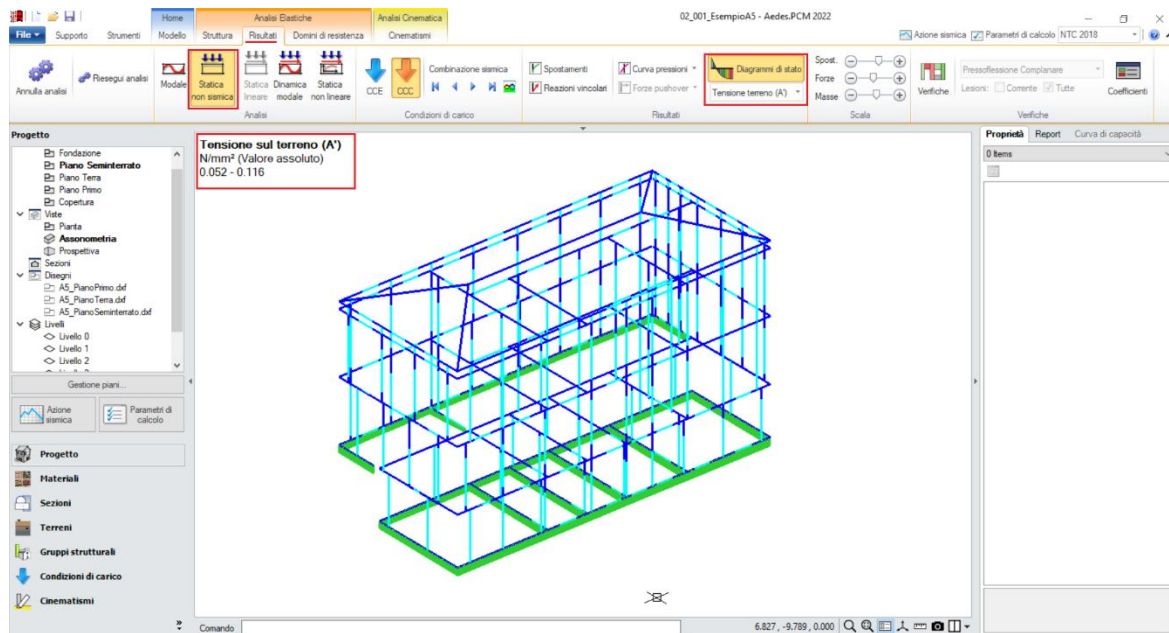 Home
Analisi Elastiche
Analisi Cinematica
02_001_EsempioA5 - Aedes.PCM 2022
File
Supporto
Strumenti
Modello
Struttura
Risultati
Domini di resistenza
Cinematismi
Azione sismica
Parametri di calcolo
NTC 2018
Annulla analisi
Riesegui analisi
Modale
Statica non sismica
Statica lineare
Dinamica modale
Statica non lineare
Analisi
CCE
CCC
Combinazione sismica
Condizioni di carico
Spostamenti
Reazioni vincolari
Curva pressioni
Forze pushover
Diagrammi di stato
Tensione terreno (A')
Risultati
Spost.
Forze
Masse
Scala
Verifiche
Pressoflessione Complanare
Lesioni:
Corrente
Tutte
Coefficienti
Verifiche
Progetto
Fondazione
Piano Seminterrato
Piano Terra
Piano Primo
Copertura
Viste
Pianta
Assonometria
Prospettiva
Sezioni
Disegni
A5_PianoPrimo.dxf
A5_PianoTerra.dxf
A5_PianoSeminterrato.dxf
Livelli
Livello 0
Livello 1
Livello 2
Gestione piani...
Azione sismica
Parametri di calcolo
Progetto
Materiali
Sezioni
Terreni
Gruppi strutturali
Condizioni di carico
Cinematismi
Tensione sul terreno (A')
N/mm² (Valore assoluto)
0.052 - 0.116
Proprietà
Report
Curva di capacità
0 Items
Comando
6.827, -9.789, 0.000